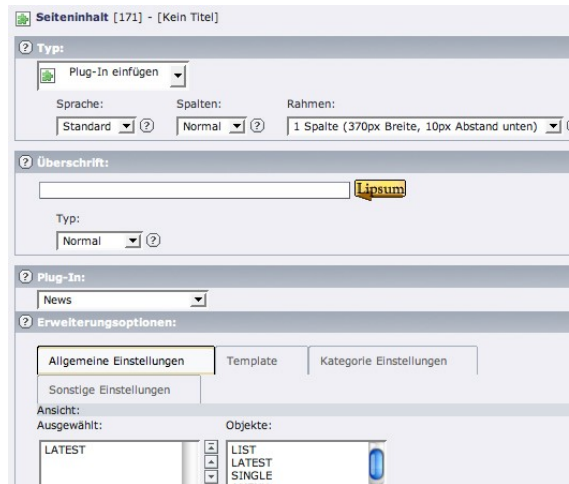 Seiteninhalt [171] - [Kein Titel]
Typ:
Plug-In einfügen
Sprache: Spalten: Rahmen:
Standard Normal 1 Spalte (370px Breite, 10px Abstand unten)
Überschrift:
Lipsum
Typ:
Normal
Plug-In:
News
Erweiterungsoptionen:
Allgemeine Einstellungen Template Kategorie Einstellungen
Sonstige Einstellungen
Ansicht:
Ausgewählt: Objekte:
LATEST LIST
LATEST
SINGLE